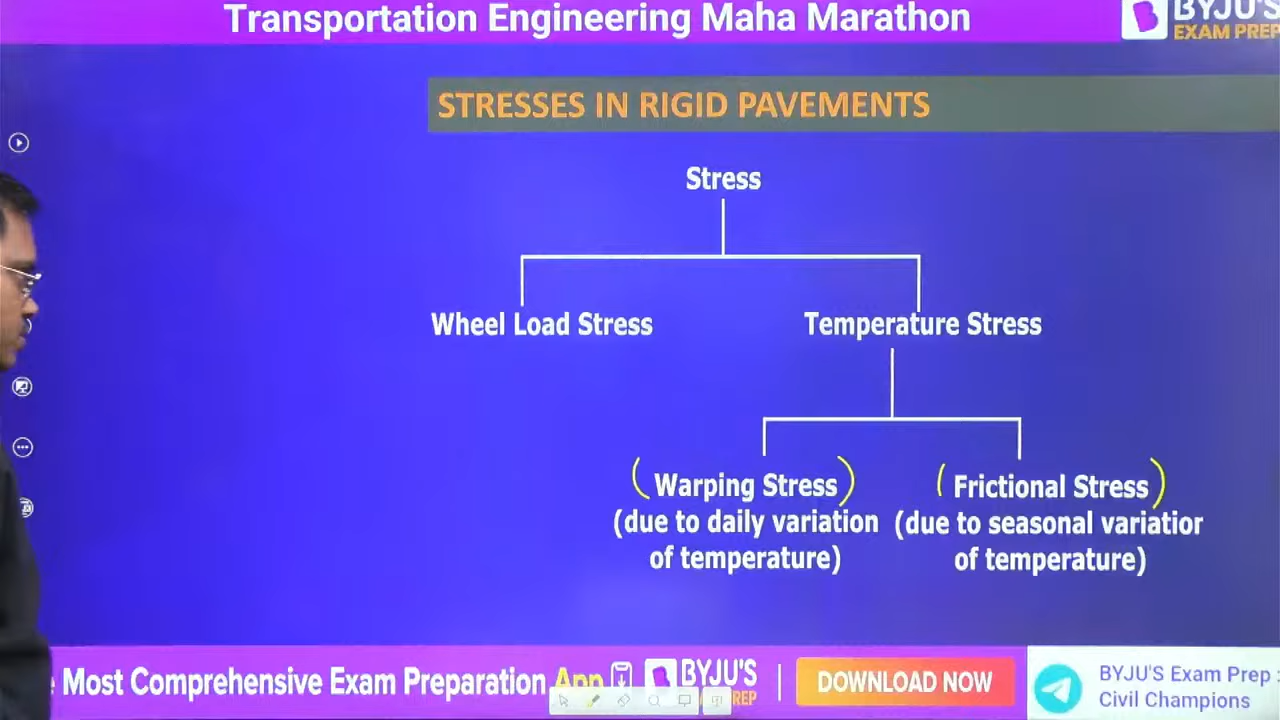 Transportation Engineering Maha Marathon
BYJU'S
EXAM PREP
STRESSES IN RIGID PAVEMENTS
Stress
Wheel Load Stress
Temperature Stress
(Warping Stress)
(due to daily variation
of temperature)
(Frictional Stress)
(due to seasonal variation
of temperature)
Most Comprehensive Exam Preparation App
BYJU'S
DOWNLOAD NOW
BYJU'S Exam Prep :
Civil Champions